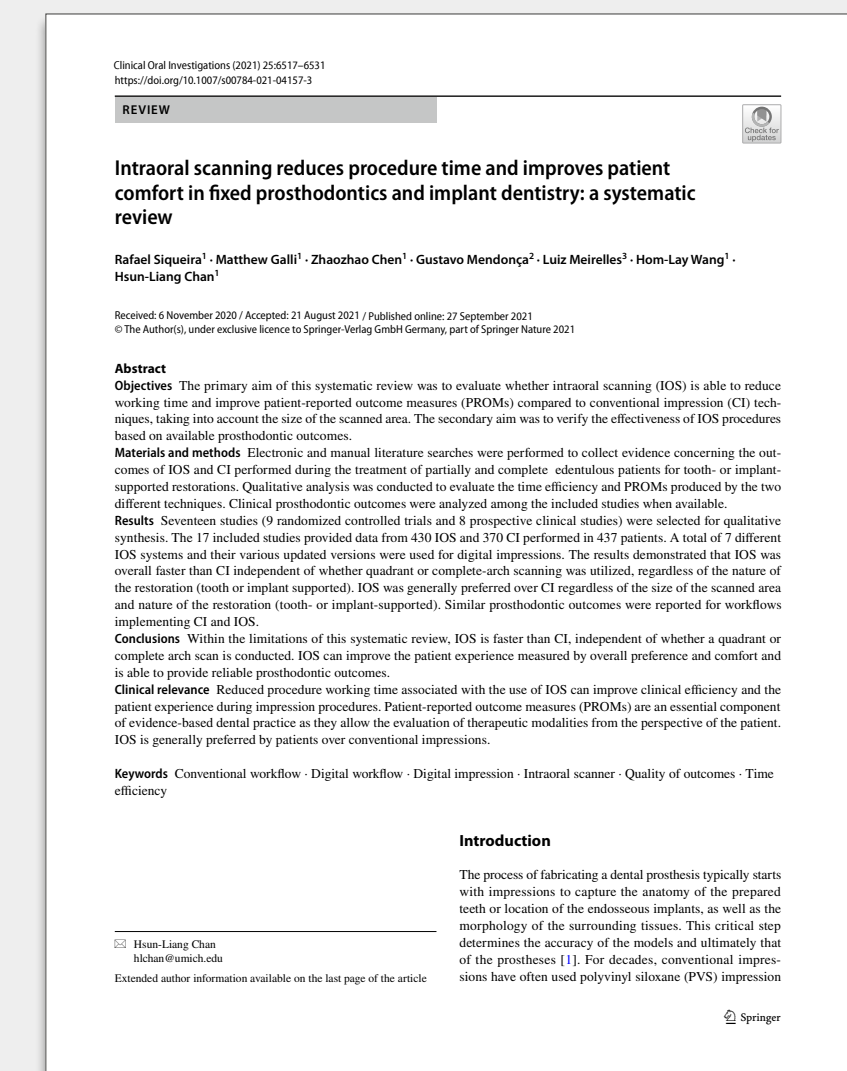 Clinical Oral Investigations (2021) 25:6517–6531
https://doi.org/10.1007/s00784-021-04157-3
REVIEW
Check for
updates
Intraoral scanning reduces procedure time and improves patient
comfort in fixed prosthodontics and implant dentistry: a systematic
review
Rafael Siqueira1 · Matthew Galli1 · Zhaozhao Chen1 · Gustavo Mendonça2 · Luiz Meirelles3 · Hom-Lay Wang1 ·
Hsun-Liang Chan1
Received: 6 November 2020 / Accepted: 21 August 2021 / Published online: 27 September 2021
© The Author(s), under exclusive licence to Springer-Verlag GmbH Germany, part of Springer Nature 2021
Abstract
Objectives The primary aim of this systematic review was to evaluate whether intraoral scanning (IOS) is able to reduce
working time and improve patient-reported outcome measures (PROMs) compared to conventional impression (CI) tech-
niques, taking into account the size of the scanned area. The secondary aim was to verify the effectiveness of IOS procedures
based on available prosthodontic outcomes.
Materials and methods Electronic and manual literature searches were performed to collect evidence concerning the out-
comes of IOS and CI performed during the treatment of partially and complete edentulous patients for tooth- or implant-
supported restorations. Qualitative analysis was conducted to evaluate the time efficiency and PROMs produced by the two
different techniques. Clinical prosthodontic outcomes were analyzed among the included studies when available.
Results Seventeen studies (9 randomized controlled trials and 8 prospective clinical studies) were selected for qualitative
synthesis. The 17 included studies provided data from 430 IOS and 370 CI performed in 437 patients. A total of 7 different
IOS systems and their various updated versions were used for digital impressions. The results demonstrated that IOS was
overall faster than CI independent of whether quadrant or complete-arch scanning was utilized, regardless of the nature of
the restoration (tooth or implant supported). IOS was generally preferred over CI regardless of the size of the scanned area
and nature of the restoration (tooth- or implant-supported). Similar prosthodontic outcomes were reported for workflows
implementing CI and IOS.
Conclusions Within the limitations of this systematic review, IOS is faster than CI, independent of whether a quadrant or
complete arch scan is conducted. IOS can improve the patient experience measured by overall preference and comfort and
is able to provide reliable prosthodontic outcomes.
Clinical relevance Reduced procedure working time associated with the use of IOS can improve clinical efficiency and the
patient experience during impression procedures. Patient-reported outcome measures (PROMs) are an essential component
of evidence-based dental practice as they allow the evaluation of therapeutic modalities from the perspective of the patient.
IOS is generally preferred by patients over conventional impressions.
Keywords Conventional workflow · Digital workflow · Digital impression · Intraoral scanner · Quality of outcomes · Time
efficiency
Hsun-Liang Chan
hlchan@umich.edu
Extended author information available on the last page of the article
Introduction
The process of fabricating a dental prosthesis typically starts
with impressions to capture the anatomy of the prepared
teeth or location of the endosseous implants, as well as the
morphology of the surrounding tissues. This critical step
determines the accuracy of the models and ultimately that
of the prostheses [1]. For decades, conventional impres-
sions have often used polyvinyl siloxane (PVS) impression
Springer